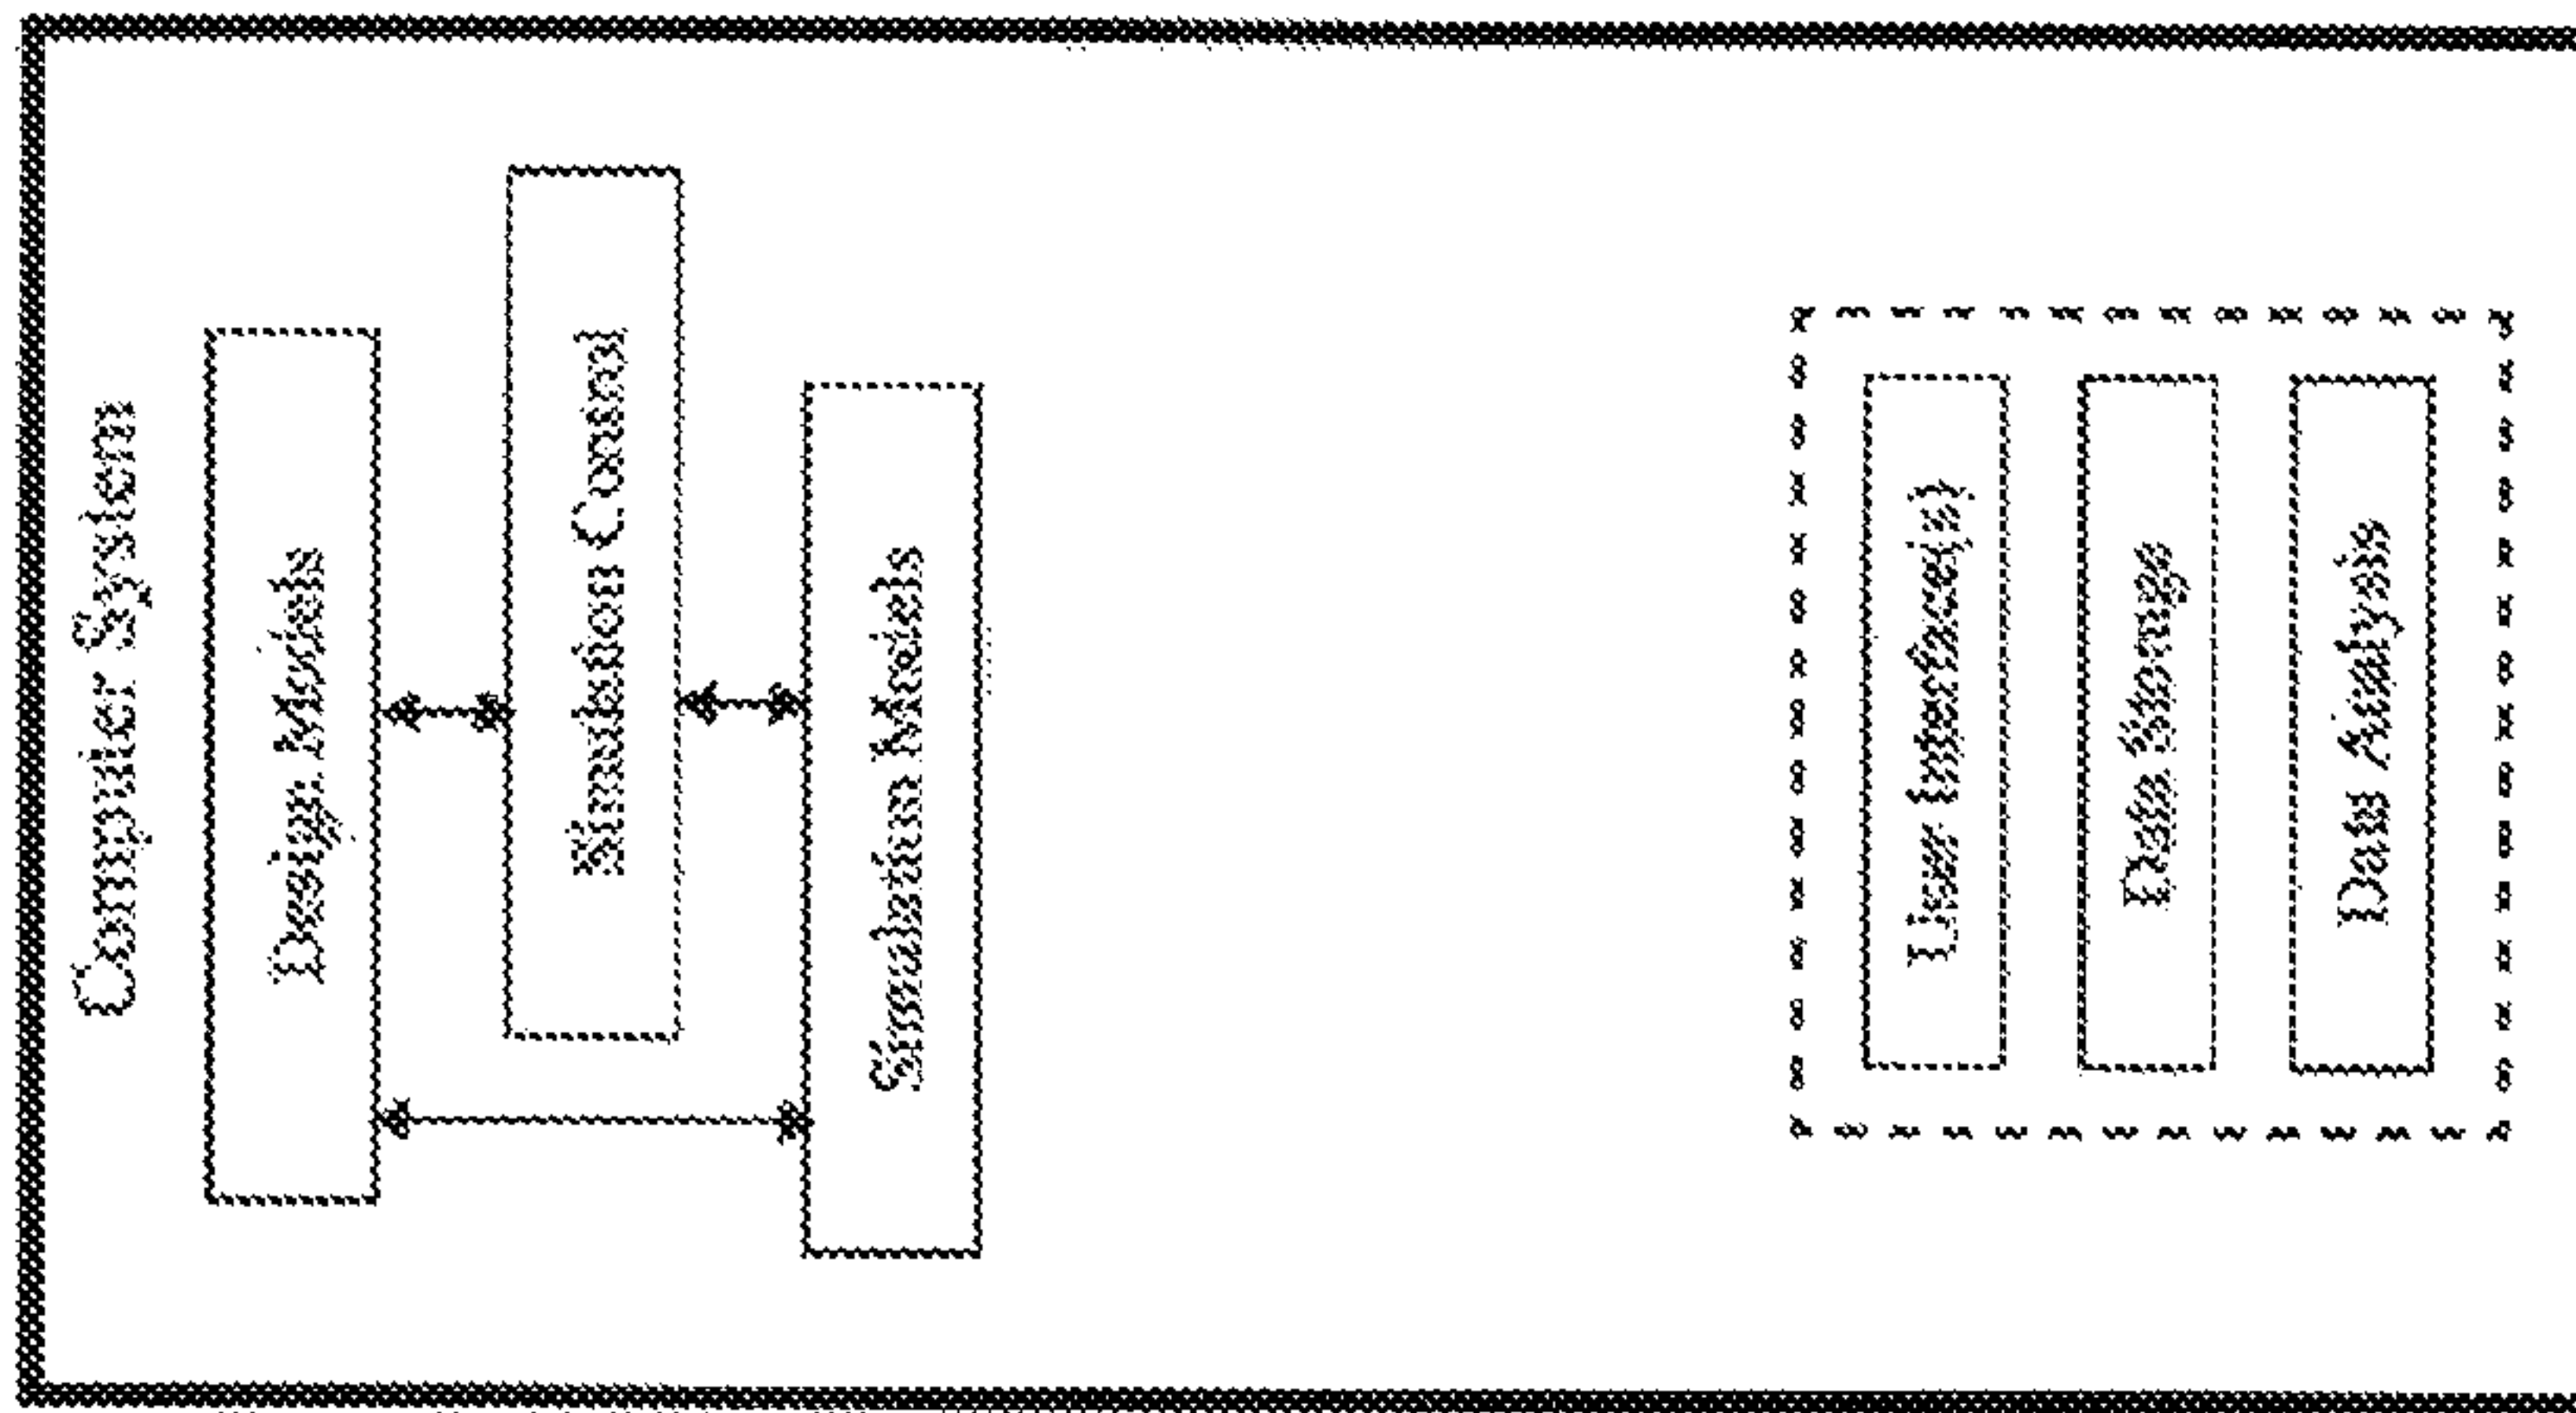 Computer System
Design Models
Simulation Control
Simulation Models
User Interface(s)
Data Storage
Data Analysis